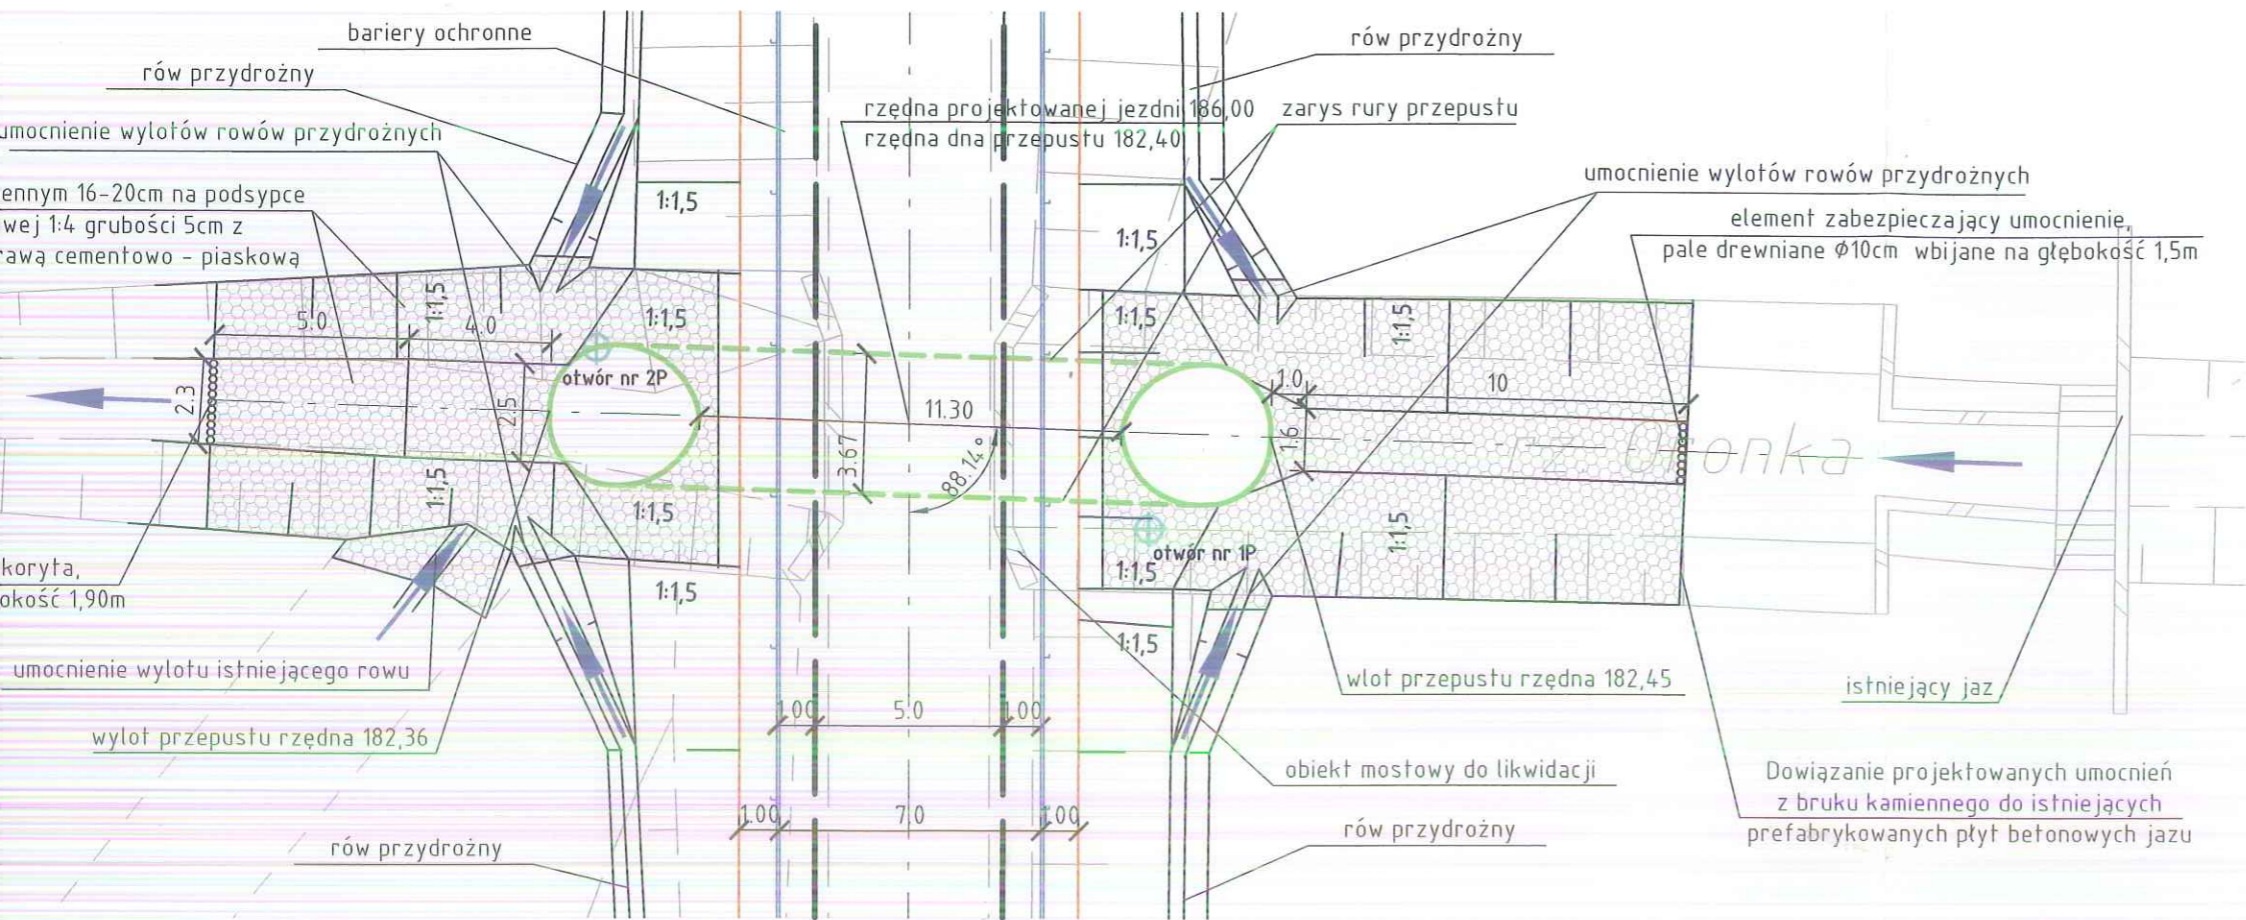 bariery ochronne
rów przydrożny
rów przydrożny
rzędna projektowanej jezdni 186,00
rzędna dna przepustu 182,40
zarys rury przepustu
umocnienie wylotów rowów przydrożnych
umocnienie wylotów rowów przydrożnych
ennym 16-20cm na podsypce
wej 1:4 grubości 5cm z
rawą cementowo - piaskową
element zabezpieczający umocnienie,
pale drewniane Φ10cm wbijane na głębokość 1,5m
1:1,5
1:1,5
1:1,5
1:1,5
1:1,5
1:1,5
5.0
4.0
otwór nr 2P
2.3
2.5
11.30
3.67
88.14°
1.0
10
1.6
rz. Oronka
1:1,5
1:1,5
1:1,5
otwór nr 1P
1:1,5
1:1,5
1:1,5
koryta,
okość 1,90m
umocnienie wylotu istniejącego rowu
wlot przepustu rzędna 182,45
istniejący jaz
wylot przepustu rzędna 182,36
1.00
5.0
1.00
obiekt mostowy do likwidacji
Dowiązanie projektowanych umocnień
z bruku kamiennego do istniejących
prefabrykowanych płyt betonowych jazu
1.00
7.0
1.00
rów przydrożny
rów przydrożny